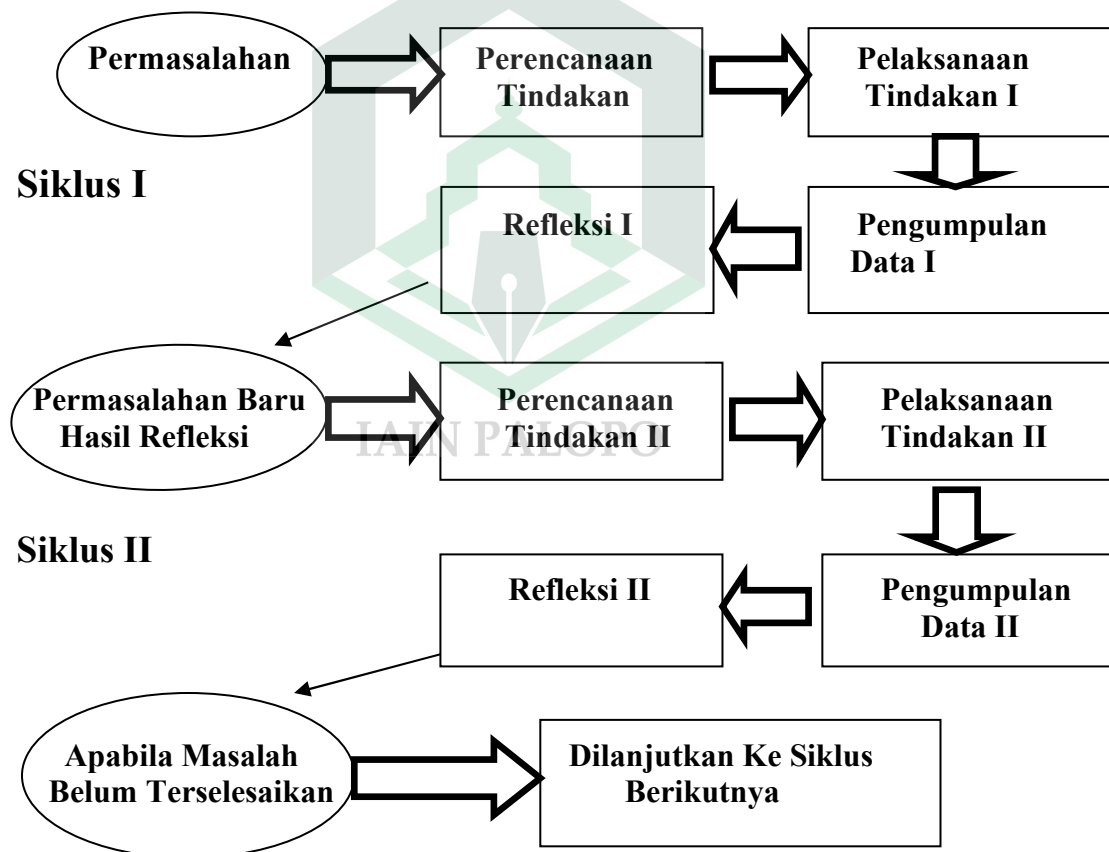 Permasalahan
Perencanaan
Tindakan
Pelaksanaan
Tindakan I
Siklus I
Refleksi I
Pengumpulan
Data I
Permasalahan Baru
Hasil Refleksi
Perencanaan
Tindakan II
Pelaksanaan
Tindakan II
IAIN PALOPO
Siklus II
Refleksi II
Pengumpulan
Data II
Apabila Masalah
Belum Terselesaikan
Dilanjutkan Ke Siklus
Berikutnya